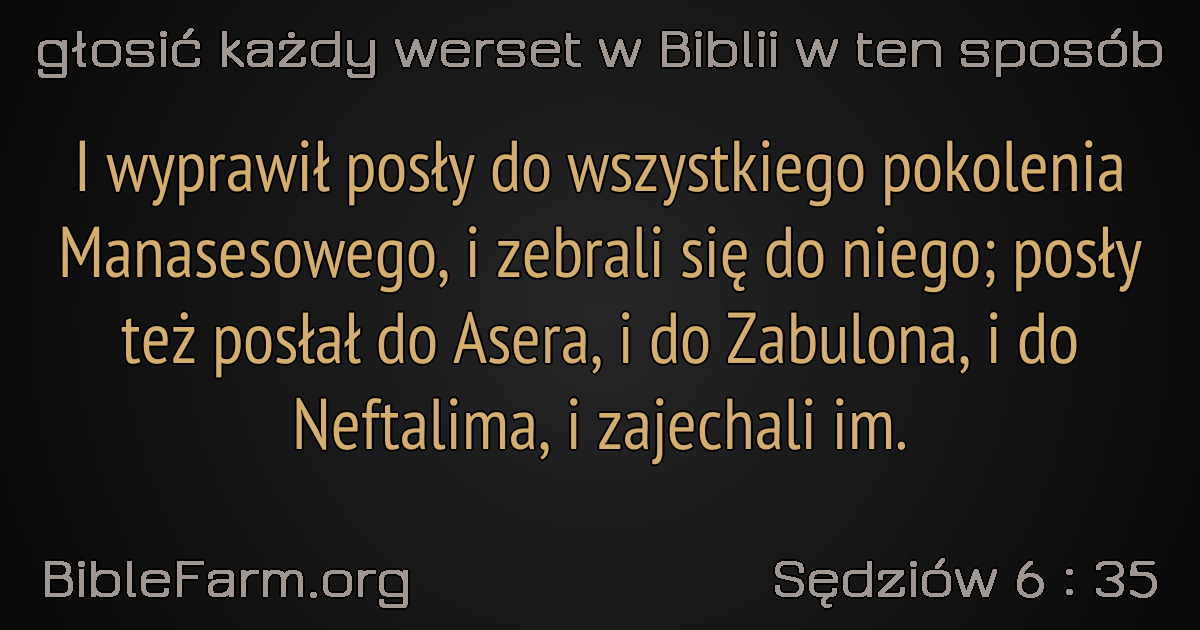 głosić każdy werset w Biblii w ten sposób
I wyprawił posły do wszystkiego pokolenia
Manasesowego, i zebrali się do niego; posły
też posłał do Asera, i do Zabulona, i do
Neftalima, i zajechali im.
BibleFarm.org
Sędziów 6 : 35